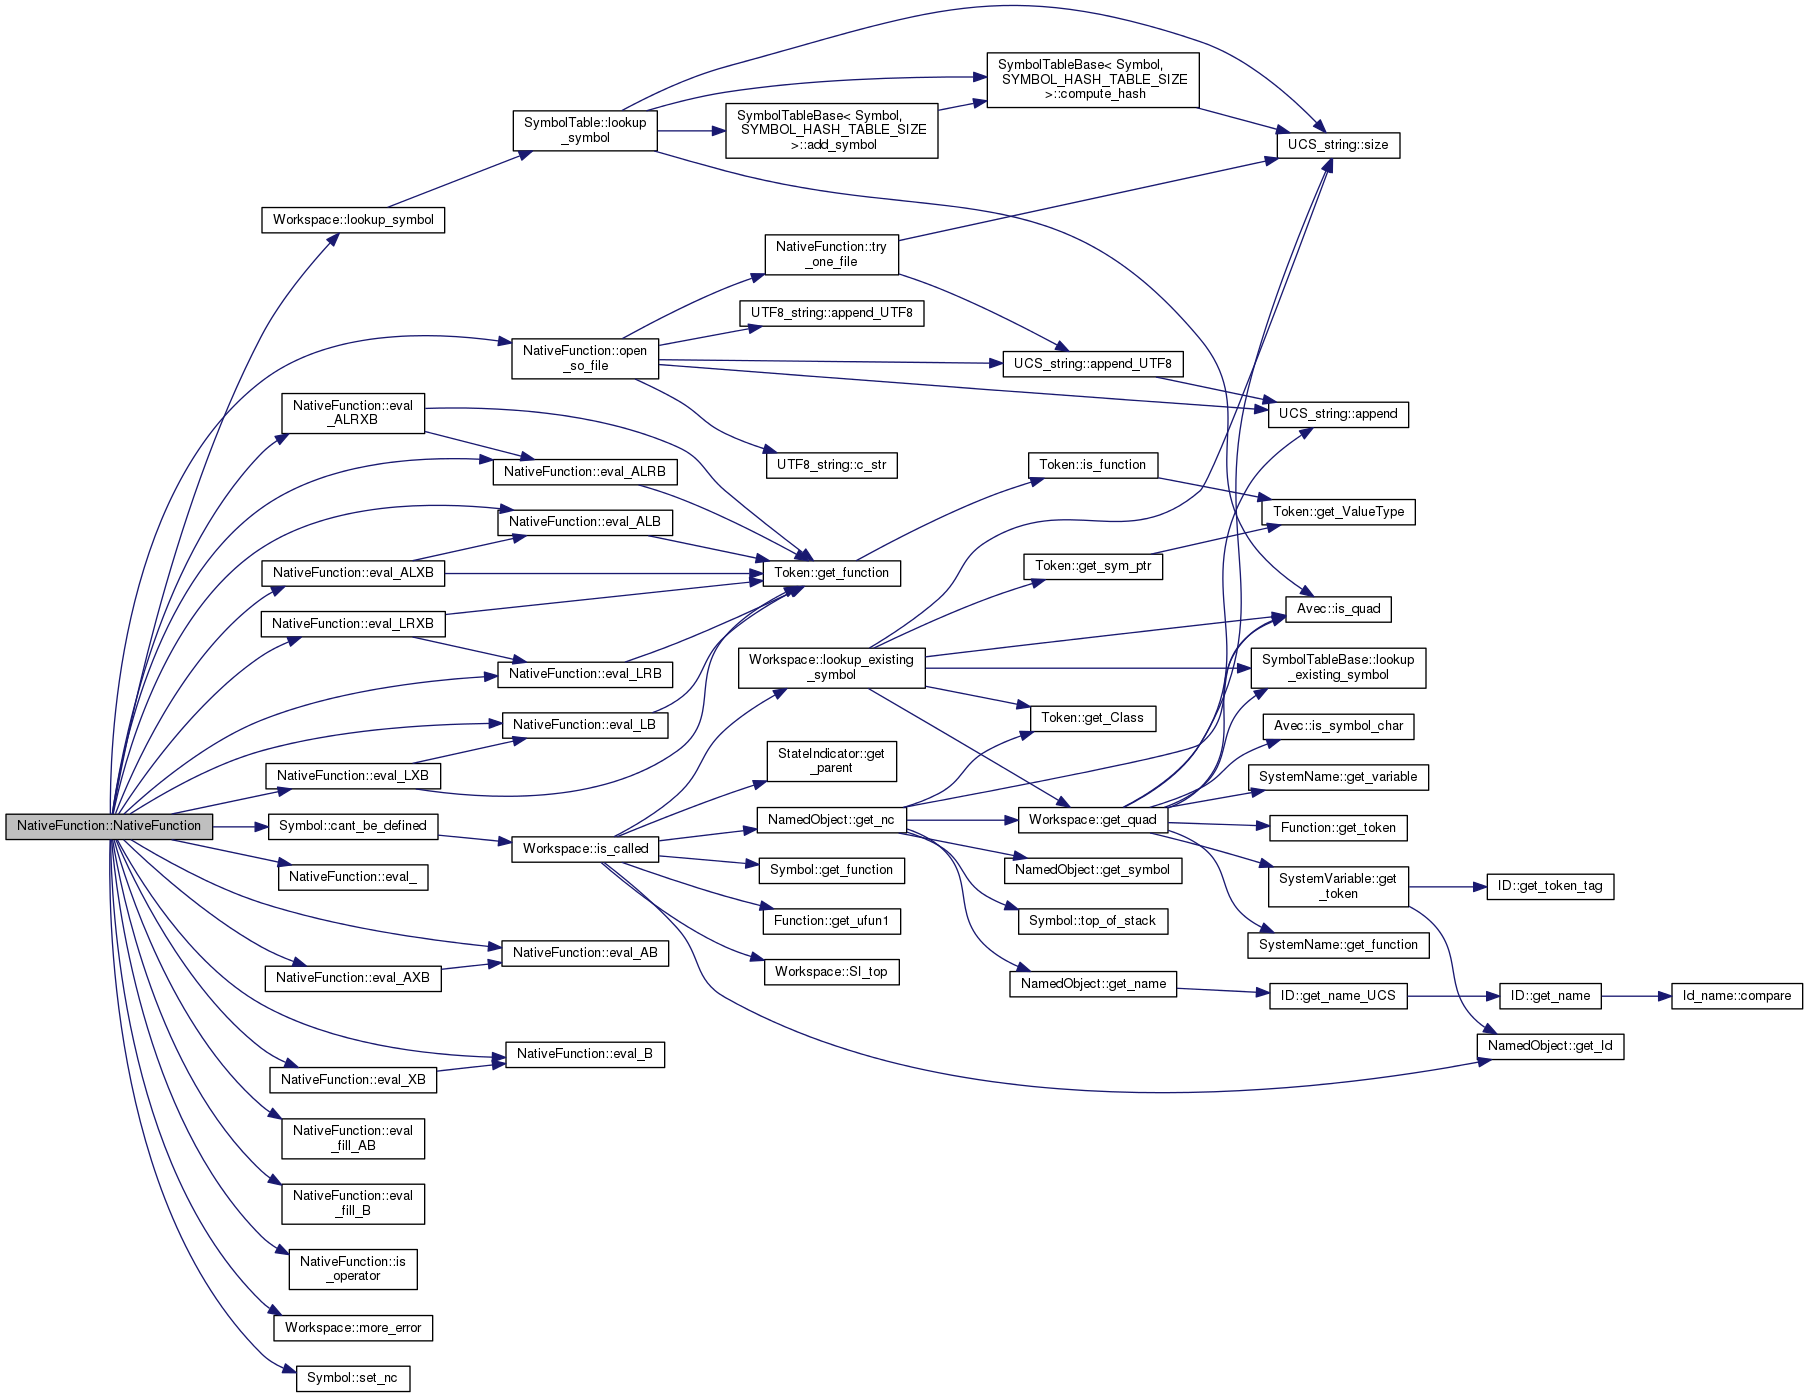 SymbolTableBase< Symbol,
SYMBOL_HASH_TABLE_SIZE
>::compute_hash
SymbolTable::lookup
_symbol
SymbolTableBase< Symbol,
SYMBOL_HASH_TABLE_SIZE
>::add_symbol
UCS_string::size
Workspace::lookup_symbol
NativeFunction::try
_one_file
UTF8_string::append_UTF8
NativeFunction::open
_so_file
UCS_string::append_UTF8
NativeFunction::eval
_ALRXB
UCS_string::append
UTF8_string::c_str
Token::is_function
NativeFunction::eval_ALRB
Token::get_ValueType
NativeFunction::eval_ALB
NativeFunction::eval_ALXB
Token::get_function
Token::get_sym_ptr
Avec::is_quad
NativeFunction::eval_LRXB
Workspace::lookup_existing
_symbol
SymbolTableBase::lookup
_existing_symbol
NativeFunction::eval_LRB
Token::get_Class
NativeFunction::eval_LB
Avec::is_symbol_char
StateIndicator::get
_parent
NativeFunction::eval_LXB
SystemName::get_variable
NativeFunction::NativeFunction
Symbol::cant_be_defined
NamedObject::get_nc
Workspace::get_quad
Function::get_token
Workspace::is_called
Symbol::get_function
NamedObject::get_symbol
NativeFunction::eval_
SystemVariable::get
_token
ID::get_token_tag
Function::get_ufun1
Symbol::top_of_stack
SystemName::get_function
NativeFunction::eval_AB
NativeFunction::eval_AXB
Workspace::SI_top
NamedObject::get_name
ID::get_name_UCS
ID::get_name
Id_name::compare
NamedObject::get_Id
NativeFunction::eval_B
NativeFunction::eval_XB
NativeFunction::eval
_fill_AB
NativeFunction::eval
_fill_B
NativeFunction::is
_operator
Workspace::more_error
Symbol::set_nc